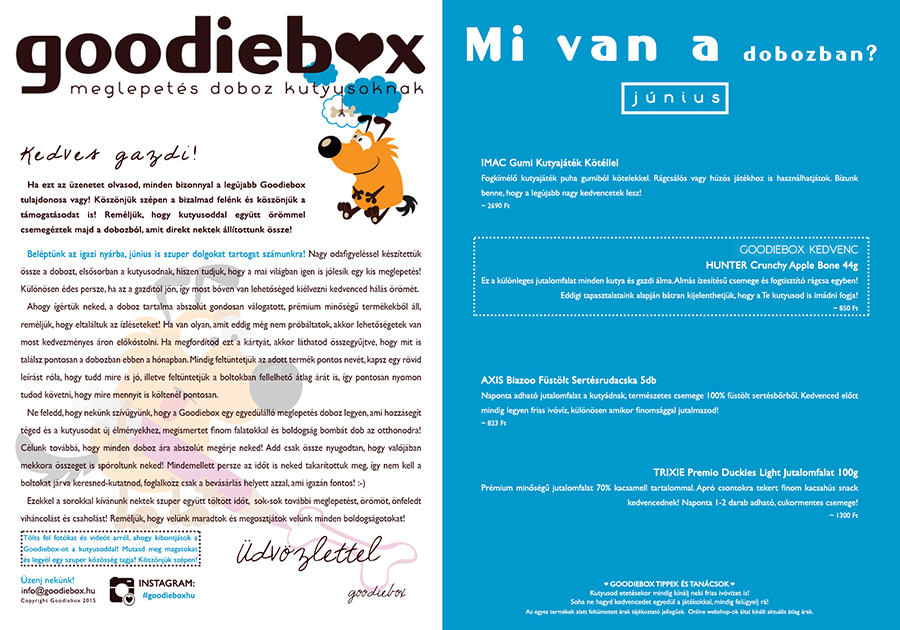 goodiebox
meglepetés doboz kutyusoknak
Kedves gazdi!
Ha ezt az üzenetet olvasod, minden bizonnyal a legújabb Goodiebox
tulajdonosa vagy! Köszönjük szépen a bizalmad felénk és köszönjük a
támogatásodat is! Reméljük, hogy kutyusoddal együtt örömmel
csemegéztek majd a dobozból, amit direkt nektek állítottunk össze!
Beléptünk az igazi nyárba, június is szuper dolgokat tartogat számunkra! Nagy odafigyeléssel készítettük
össze a dobozt, elsősorban a kutyusodnak, hiszen tudjuk, hogy a mai világban igen is jólesik egy kis meglepetés!
Különösen édes persze, ha az a gazditól jön, így most bőven van lehetőséged kiélvezni kedvenced hálás örömét.
Ahogy ígértük neked, a doboz tartalma abszolút gondosan válogatott, prémium minőségű termékekből áll,
reméljük, hogy eltaláltuk az ízléseteket! Ha van olyan, amit eddig még nem próbáltatok, akkor lehetőségetek van
most kedvezményes áron előkóstolni. Ha megfordítod ezt a kártyát, akkor láthatod összegyűjtve, hogy mit is
találsz pontosan a dobozban ebben a hónapban. Mindig feltüntetjük az adott termék pontos nevét, kapsz egy rövid
leírást róla, hogy tudd mire is jó, illetve feltüntetjük a boltokban fellelhető átlag árát is, így pontosan nyomon
tudod követni, hogy mire mennyit is költenél pontosan.
Ne feledd, hogy nekünk szívügyünk, hogy a Goodiebox egy egyedülálló meglepetés doboz legyen, ami hozzásegít
téged és a kutyusodat új élményekhez, megismertet finom falatokkal és boldogság bombát dob az otthonodra!
Célunk továbbá, hogy minden doboz ára abszolút megérje neked! Add csak össze nyugodtan, hogy valójában
mekkora összeget is spóroltunk neked! Mindemellett persze az időt is neked takarítottuk meg, így nem kell a
boltokat járva keresned-kutatnod, foglalkozz csak a bevásárlás helyett azzal, ami igazán fontos! :-)
Ezekkel a sorokkal kívánunk nektek szuper együtt töltött időt, sok-sok további meglepetést, örömöt, önfeledt
viháncolást és csaholást! Reméljük, hogy velünk maradtok és megosztjátok velünk minden boldogságotokat!
Tölts fel fotókat és videót arról, ahogy kibontjátok a
Goodiebox-ot a kutyusoddal! Mutasd meg magatokat
és legyél egy szuper közösség tagja! Köszönjük szépen!
Üdvözlettel
goodiebox
Üzenj nekünk!
info@goodiebox.hu
Copyright Goodiebox 2015
INSTAGRAM:
#goodieboxhu
Mi van a dobozban?
június
IMAC Gumi Kutyajáték Kötéllel
Fogkímélő kutyajáték puha gumiból kötelekkel. Rágcsálós vagy húzós játékhoz is használhatjátok. Bízunk
benne, hogy a legújabb nagy kedvencetek lesz!
~ 2690 Ft
GOODIEBOX KEDVENC
HUNTER Crunchy Apple Bone 44g
Ez a különleges jutalomfalat minden kutya és gazdi álma. Almás ízesítésű csemege és fogtisztító rágcsa egyben!
Eddigi tapasztalataink alapján bátran kijelenthetjük, hogy a Te kutyusod is imádni fogja!
~ 850 Ft
AXIS Biazoo Füstölt Sertésrudacska 5db
Naponta adható jutalomfalat a kutyádnak, természetes csemege 100% füstölt sertésbőrből. Kedvenced előtt
mindig legyen friss ivóvíz, különösen amikor finomsággal jutalmazod!
~ 823 Ft
TRIXIE Premio Duckies Light Jutalomfalat 100g
Prémium minőségű jutalomfalat 70% kacsamell tartalommal. Apró csontokra tekert finom kacsahús snack
kedvencednek! Naponta 1-2 darab adható, cukormentes csemege!
~ 1300 Ft
♥ GOODIEBOX TIPPEK ÉS TANÁCSOK ♥
Kutyusod etetésekor mindig kínálj neki friss ivóvizet is!
Soha ne hagyd kedvencedet egyedül a játékokkal, mindig felügyelj rá!
Az egyes termékek alatt feltüntetett árak tájékoztató jellegűek. Online webshop-ok által kínált aktuális átlag árak.